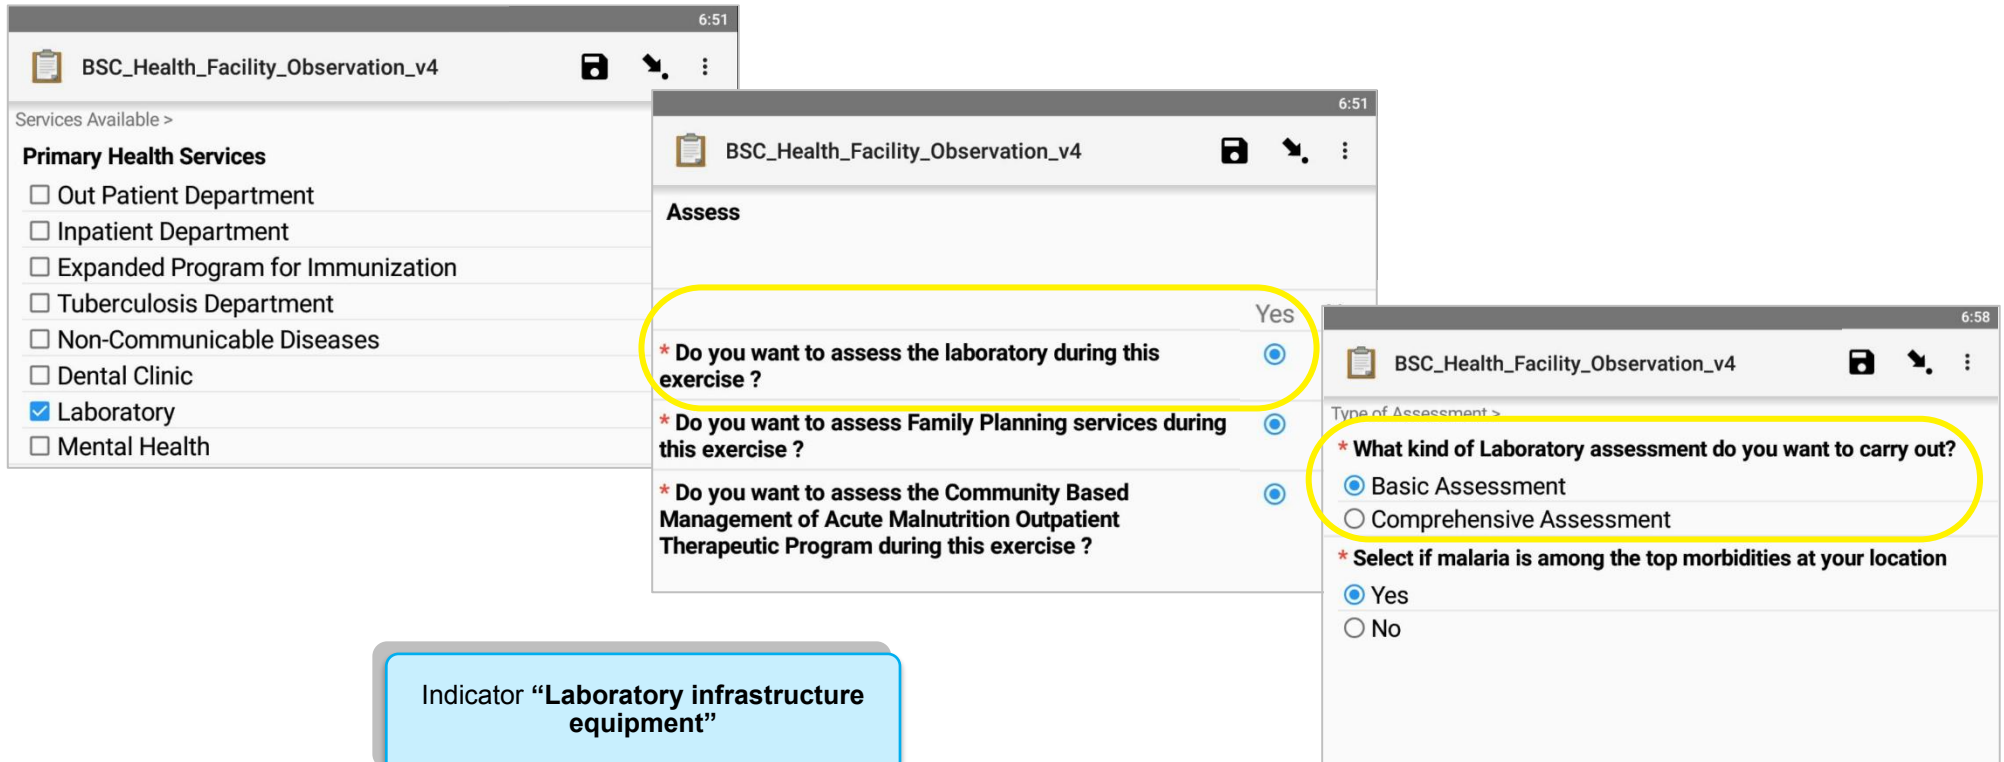 6:51
BSC_Health_Facility_Observation_v4
Services Available >
Primary Health Services
Out Patient Department
Inpatient Department
Expanded Program for Immunization
Tuberculosis Department
Non-Communicable Diseases
Dental Clinic
Laboratory
Mental Health
6:51
BSC_Health_Facility_Observation_v4
Assess
Yes
* Do you want to assess the laboratory during this
exercise ?
* Do you want to assess Family Planning services during
this exercise ?
* Do you want to assess the Community Based
Management of Acute Malnutrition Outpatient
Therapeutic Program during this exercise ?
6:58
BSC_Health_Facility_Observation_v4
Type of Assessment >
* What kind of Laboratory assessment do you want to carry out?
Basic Assessment
Comprehensive Assessment
* Select if malaria is among the top morbidities at your location
Yes
No
Indicator “Laboratory infrastructure
equipment”